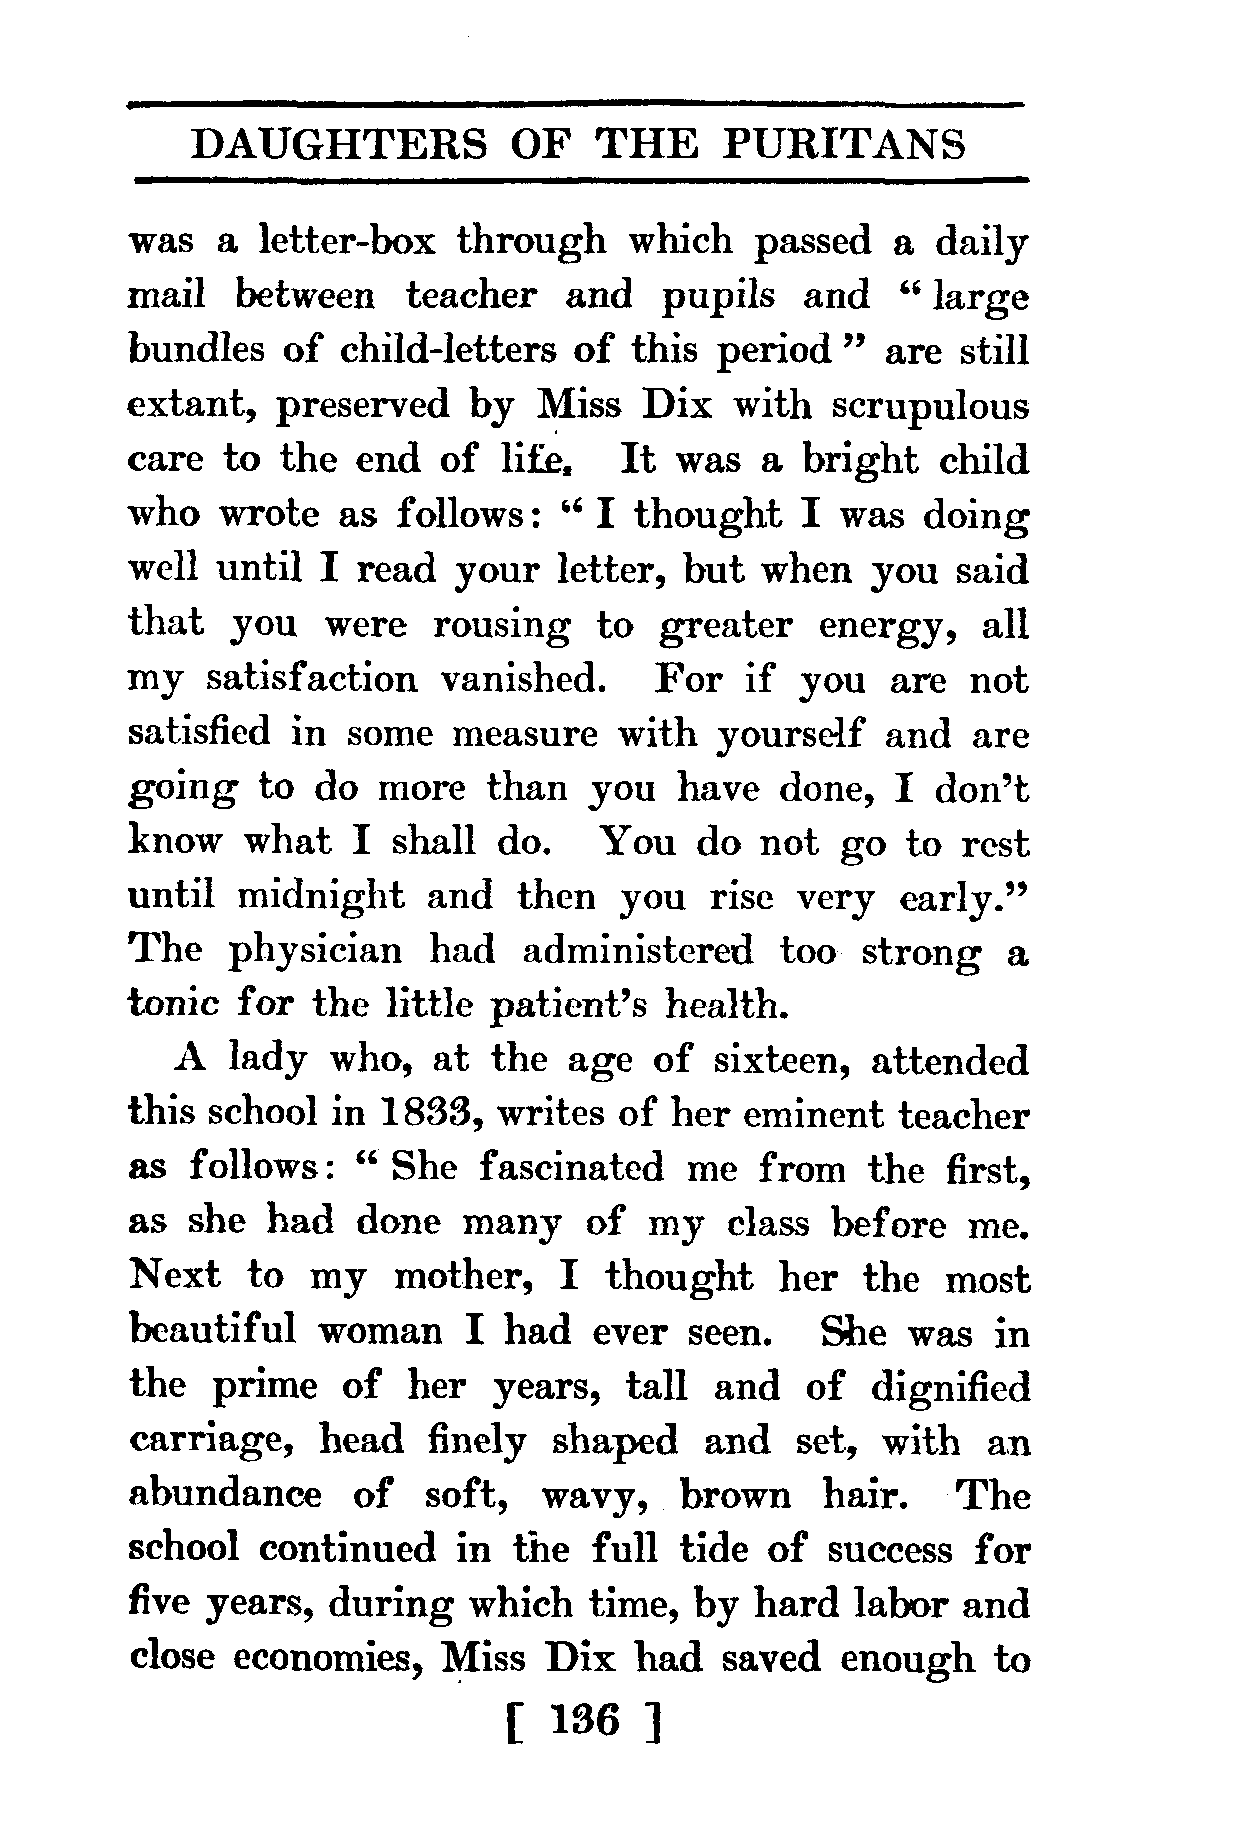 DAUGHTERS OF THE PURITANS
was a letter-box through which passed a daily
mail between teacher and pupils and “ large
bundles of child-letters of this period ” are still
extant, preserved by Miss Dix with scrupulous
care to the end of life. It was a bright child
who wrote as follows: “ I thought I was doing
well until I read your letter, but when you said
that you were rousing to greater energy, all
my satisfaction vanished. For if you are not
satisfied in some measure with yourself and are
going to do more than you have done, I don’t
know what I shall do. You do not go to rest
until midnight and then you rise very early.”
The physician had administered too strong a
tonic for the little patient’s health.
A lady who, at the age of sixteen, attended
this school in 1833, writes of her eminent teacher
as follows: “ She fascinated me from the first,
as she had done many of my class before me.
Next to my mother, I thought her the most
beautiful woman I had ever seen. She was in
the prime of her years, tall and of dignified
carriage, head finely shaped and set, with an
abundance of soft, wavy, brown hair. The
school continued in the full tide of success for
five years, during which time, by hard labor and
close economies, Miss Dix had saved enough to
[ 136 ]